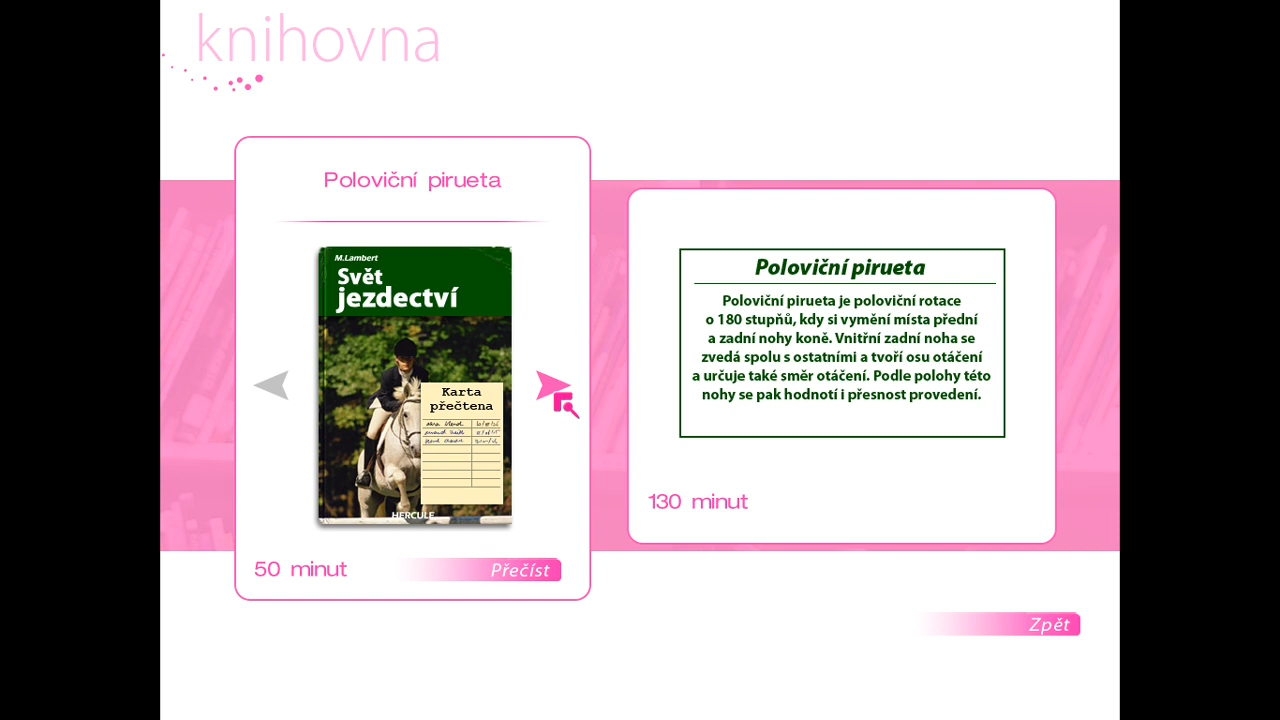 knihovna
Poloviční pirueta
M.Lambert
Svět
jezdectví
Karta
přečtena
HERCULE
50 minut
Přečíst
Poloviční pirueta
Poloviční pirueta je poloviční rotace
o 180 stupňů, kdy si vymění místa přední
a zadní nohy koně. Vnitřní zadní noha se
zvedá spolu s ostatními a tvoří osu otáčení
a určuje také směr otáčení. Podle polohy této
nohy se pak hodnotí i přesnost provedení.
130 minut
Zpět